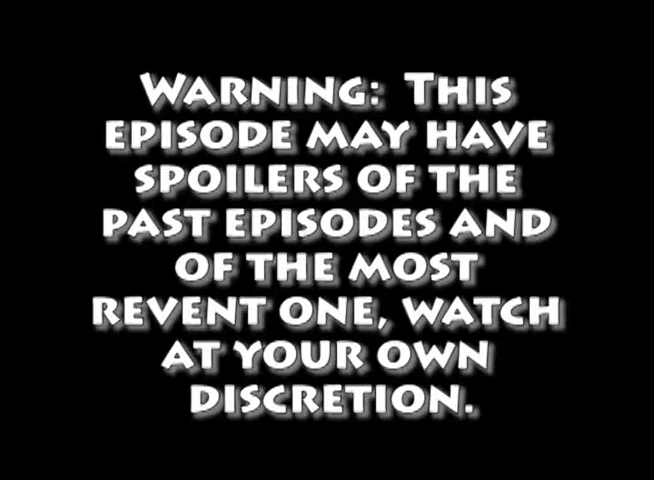 Warning: This
episode may have
spoilers of the
past episodes and
of the most
revent one, watch
at your own
discretion.